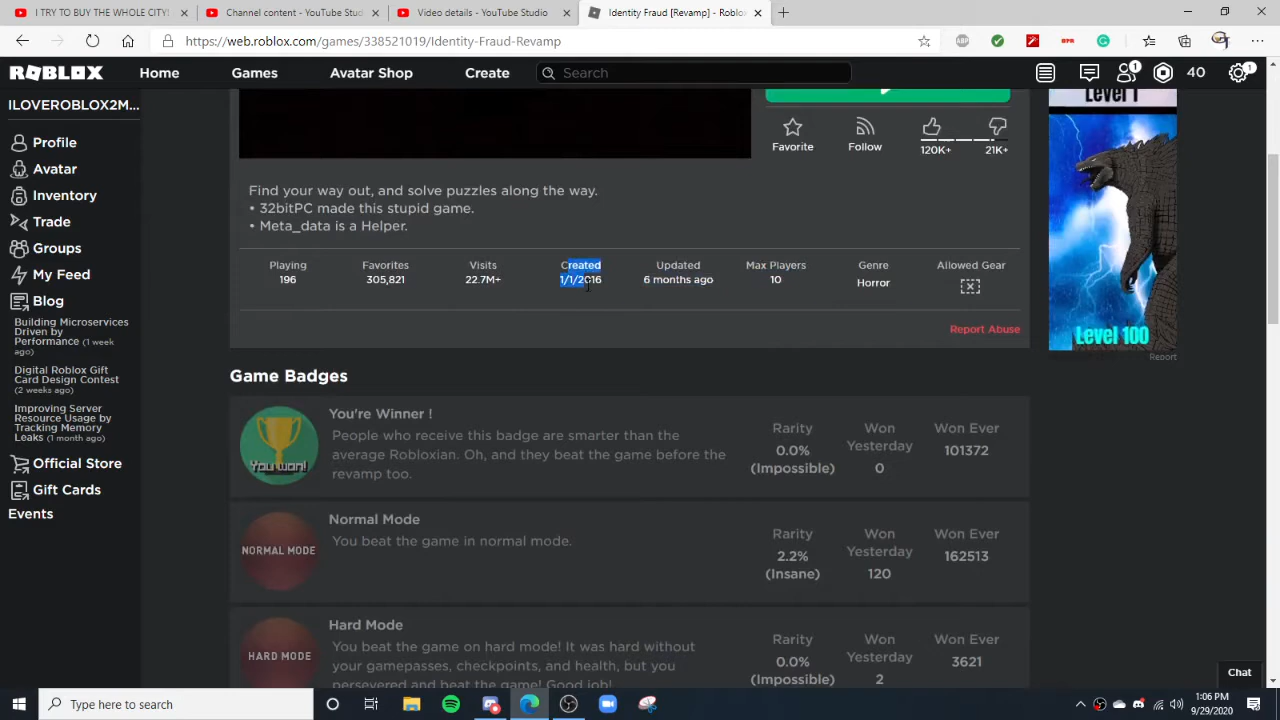 I TRY TO BUY THE WHOLE CITY!
Channel content - YouTube Stud
Video details - YouTube Studio
Identity Fraud [Revamp] - Roblox
https://web.roblox.com/games/338521019/Identity-Fraud-Revamp
ROBLOX
Home
Games
Avatar Shop
Create
Search
1
40
1
ILOVEROBLOX2M...
Profile
Avatar
Inventory
Trade
Groups
My Feed
Blog
Building Microservices
Driven by
Performance (1 week
ago)
Digital Roblox Gift
Card Design Contest
(2 weeks ago)
Improving Server
Resource Usage by
Tracking Memory
Leaks (1 month ago)
Official Store
Gift Cards
Events
Favorite
Follow
120K+
21K+
Find your way out, and solve puzzles along the way.
• 32bitPC made this stupid game.
• Meta_data is a Helper.
Playing
196
Favorites
305,821
Visits
22.7M+
Created
1/1/2016
Updated
6 months ago
Max Players
10
Genre
Horror
Allowed Gear
Report Abuse
Game Badges
You won!
You're Winner !
People who receive this badge are smarter than the
average Robloxian. Oh, and they beat the game before the
revamp too.
Rarity
0.0%
(Impossible)
Won
Yesterday
0
Won Ever
101372
NORMAL MODE
Normal Mode
You beat the game in normal mode.
Rarity
2.2%
(Insane)
Won
Yesterday
120
Won Ever
162513
HARD MODE
Hard Mode
You beat the game on hard mode! It was hard without
your gamepasses, checkpoints, and health, but you
persevered and beat the game! Good job!
Rarity
0.0%
(Impossible)
Won
Yesterday
2
Won Ever
3621
Level 1
Level 100
Report
Chat
Type here to search
1:06 PM
9/29/2020